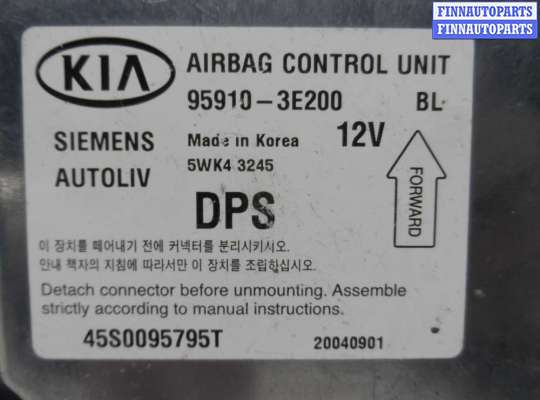 FINNAUTOPARTS
FINNAUTOPARTS
FINNAUTOPARTS
KIA
AIRBAG CONTROL UNIT
95910-3E200 BL
SIEMENS
AUTOLIV
Made in Korea 12V
5WK4 3245
FORWARD
DPS
이 장치를 떼어내기 전에 커넥터를 분리시키시오.
안내 책자의 지침에 따라서만 이 장치를 조립하십시오.
Detach connector before unmounting. Assemble
strictly according to manual instructions.
45S0095795T 20040901